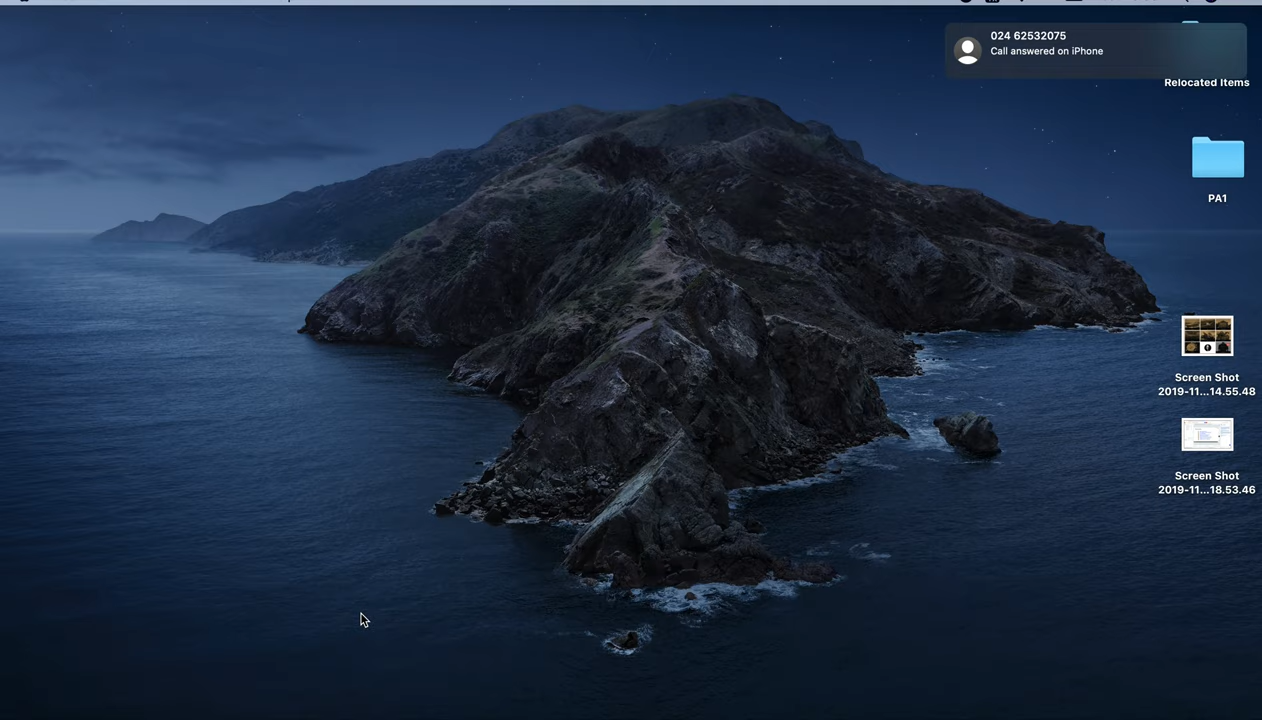 024 62532075
Call answered on iPhone
Relocated Items
PA1
Screen Shot
2019-11...14.55.48
Screen Shot
2019-11...18.53.46